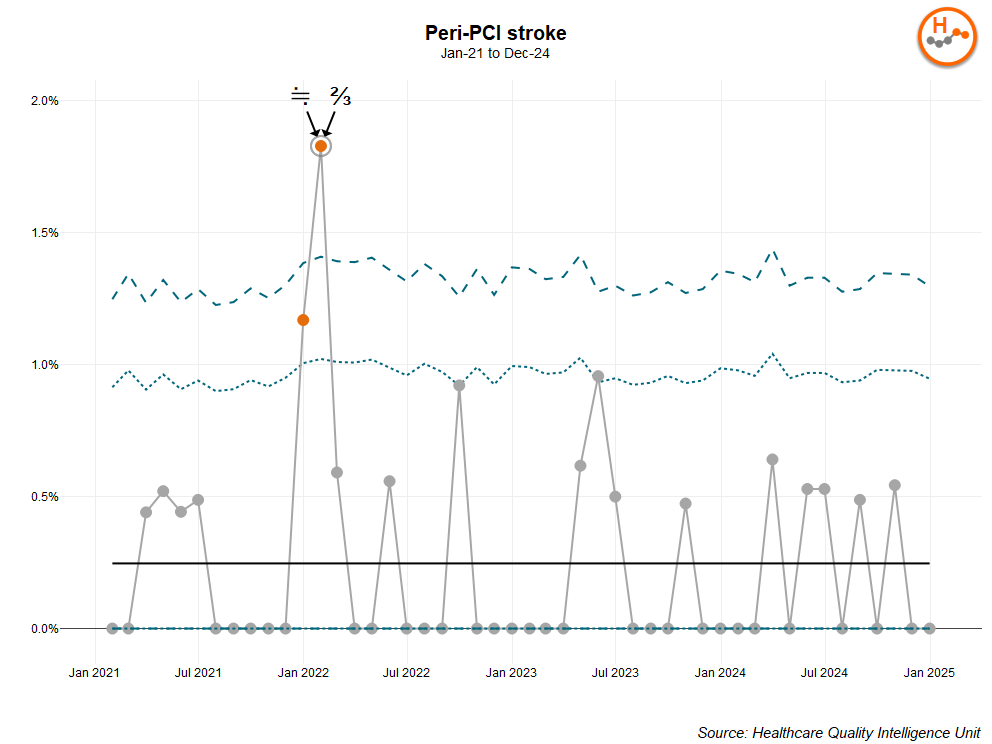 Peri-PCI stroke
Jan-21 to Dec-24
H
≒ ⅔
2.0%
1.5%
1.0%
0.5%
0.0%
Jan 2021 Jul 2021 Jan 2022 Jul 2022 Jan 2023 Jul 2023 Jan 2024 Jul 2024 Jan 2025
Source: Healthcare Quality Intelligence Unit